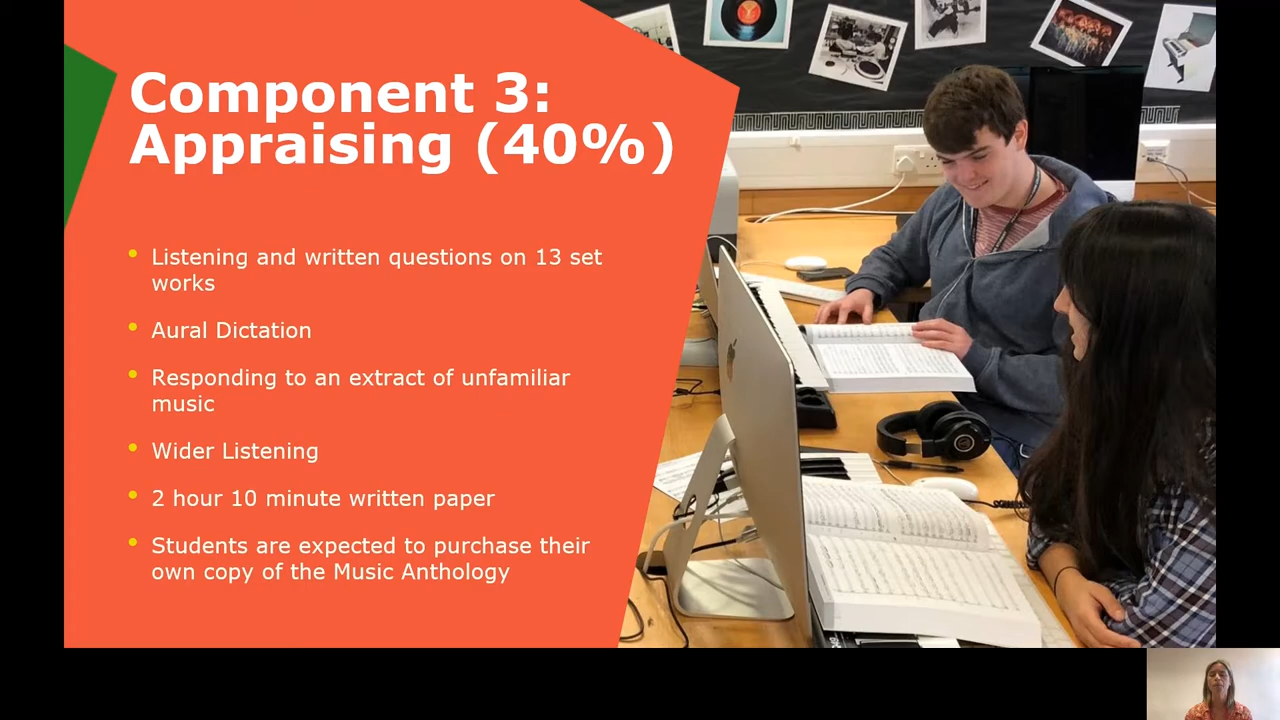 Component 3:
Appraising (40%)
Listening and written questions on 13 set
works
Aural Dictation
Responding to an extract of unfamiliar
music
Wider Listening
2 hour 10 minute written paper
Students are expected to purchase their
own copy of the Music Anthology